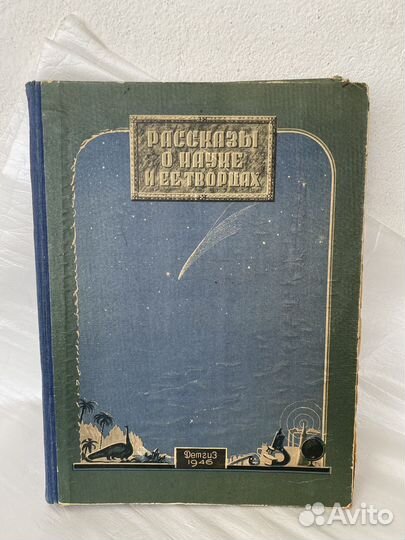 РАССКАЗЫ
О НАУКЕ
И ЕЕ ТВОРЦАХ
Детгиз
1946
Avito